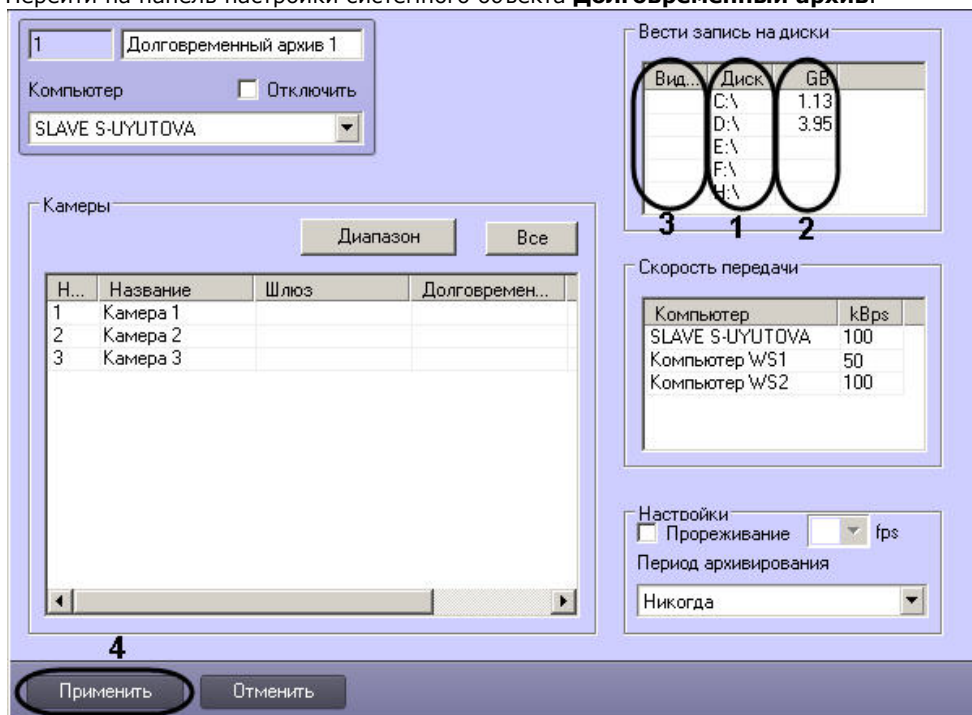 Перейти на панель настройки системного объекта Долговременный архив.
1 Долговременный архив 1
Компьютер Отключить
SLAVE S-UYUTOVA
Вести запись на диски
Вид... Диск GB
C:\ 1.13
D:\ 3.95
E:\
F:\
H:\
3 1 2
Камеры
Диапазон Все
Н... Название Шлюз Долговремен...
1 Камера 1
2 Камера 2
3 Камера 3
Скорость передачи
Компьютер kBps
SLAVE S-UYUTOVA 100
Компьютер WS1 50
Компьютер WS2 100
Настройки
Прореживание fps
Период архивирования
Никогда
4
Применить Отменить